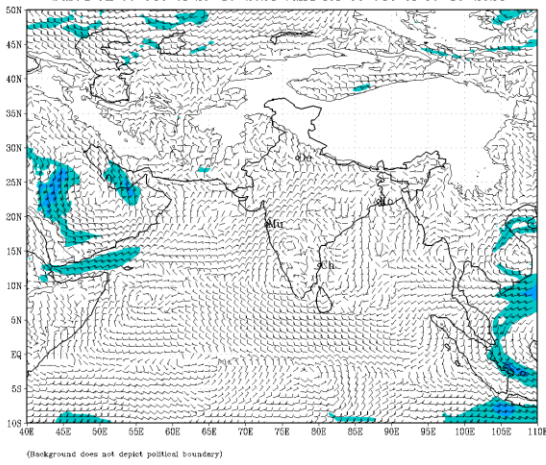 50N
45N
40N
35N
30N
25N
20N
15N
10N
5N
EQ
5S
10S
Mu
Ch
40E 45E 50E 55E 60E 65E 70E 75E 80E 85E 90E 95E 100E 105E 110E
(Background does not depict political boundary)